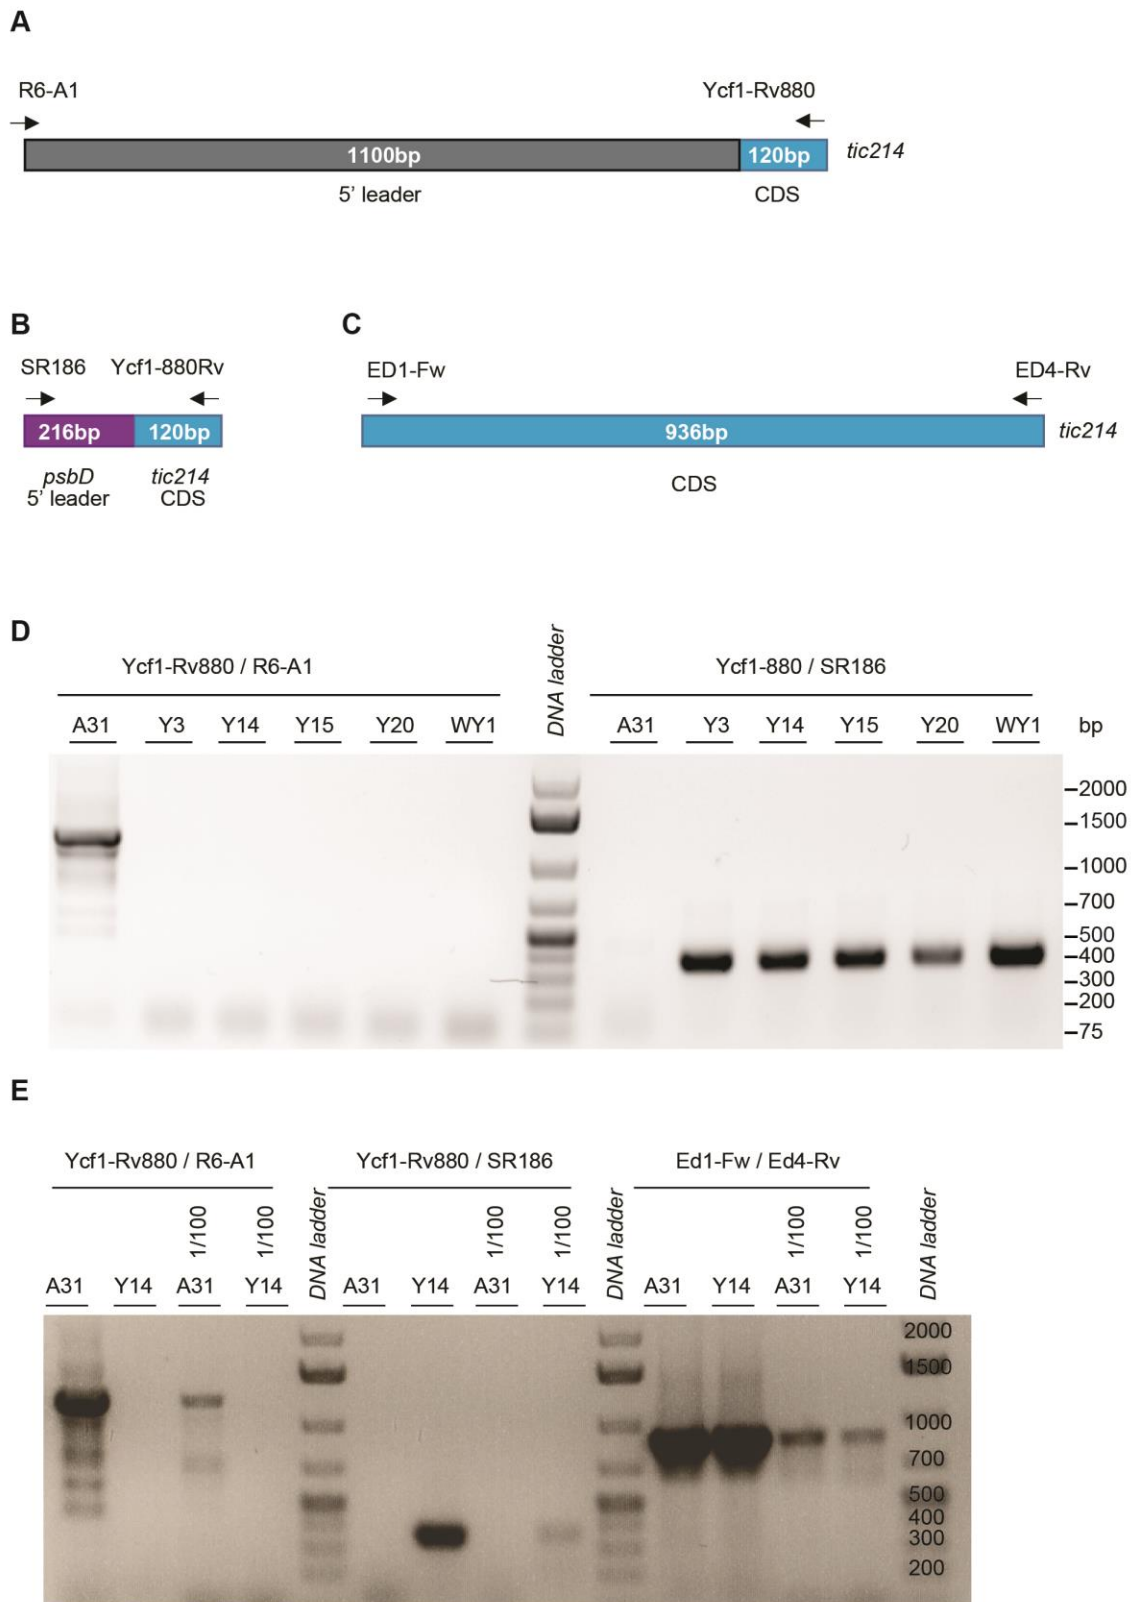 A
R6-A1
Ycf1-Rv880
1100bp
120bp
tic214
5’ leader
CDS
B
SR186
Ycf1-880Rv
216bp
120bp
psbD
5’ leader
tic214
CDS
C
ED1-Fw
ED4-Rv
936bp
tic214
CDS
D
Ycf1-Rv880 / R6-A1
DNA ladder
Ycf1-880 / SR186
A31 Y3 Y14 Y15 Y20 WY1
A31 Y3 Y14 Y15 Y20 WY1 bp
–2000
–1500
–1000
–700
–500
–400
–300
–200
–75
E
Ycf1-Rv880 / R6-A1
Ycf1-Rv880 / SR186
Ed1-Fw / Ed4-Rv
1/100 1/100 DNA ladder 1/100 1/100 DNA ladder 1/100 1/100 DNA ladder
A31 Y14 A31 Y14 A31 Y14 A31 Y14 A31 Y14 A31 Y14
2000
1500
1000
700
500
400
300
200